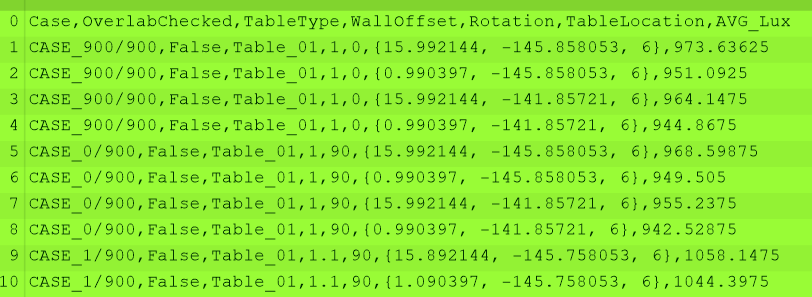 0 Case,OverlabChecked,TableType,WallOffset,Rotation,TableLocation,AVG_Lux
1 CASE_900/900,False,Table_01,1,0,{15.992144, -145.858053, 6},973.63625
2 CASE_900/900,False,Table_01,1,0,{0.990397, -145.858053, 6},951.0925
3 CASE_900/900,False,Table_01,1,0,{15.992144, -141.85721, 6},964.1475
4 CASE_900/900,False,Table_01,1,0,{0.990397, -141.85721, 6},944.8675
5 CASE_0/900,False,Table_01,1,90,{15.992144, -145.858053, 6},968.59875
6 CASE_0/900,False,Table_01,1,90,{0.990397, -145.858053, 6},949.505
7 CASE_0/900,False,Table_01,1,90,{15.992144, -141.85721, 6},955.2375
8 CASE_0/900,False,Table_01,1,90,{0.990397, -141.85721, 6},942.52875
9 CASE_1/900,False,Table_01,1.1,90,{15.892144, -145.758053, 6},1058.1475
10 CASE_1/900,False,Table_01,1.1,90,{1.090397, -145.758053, 6},1044.3975